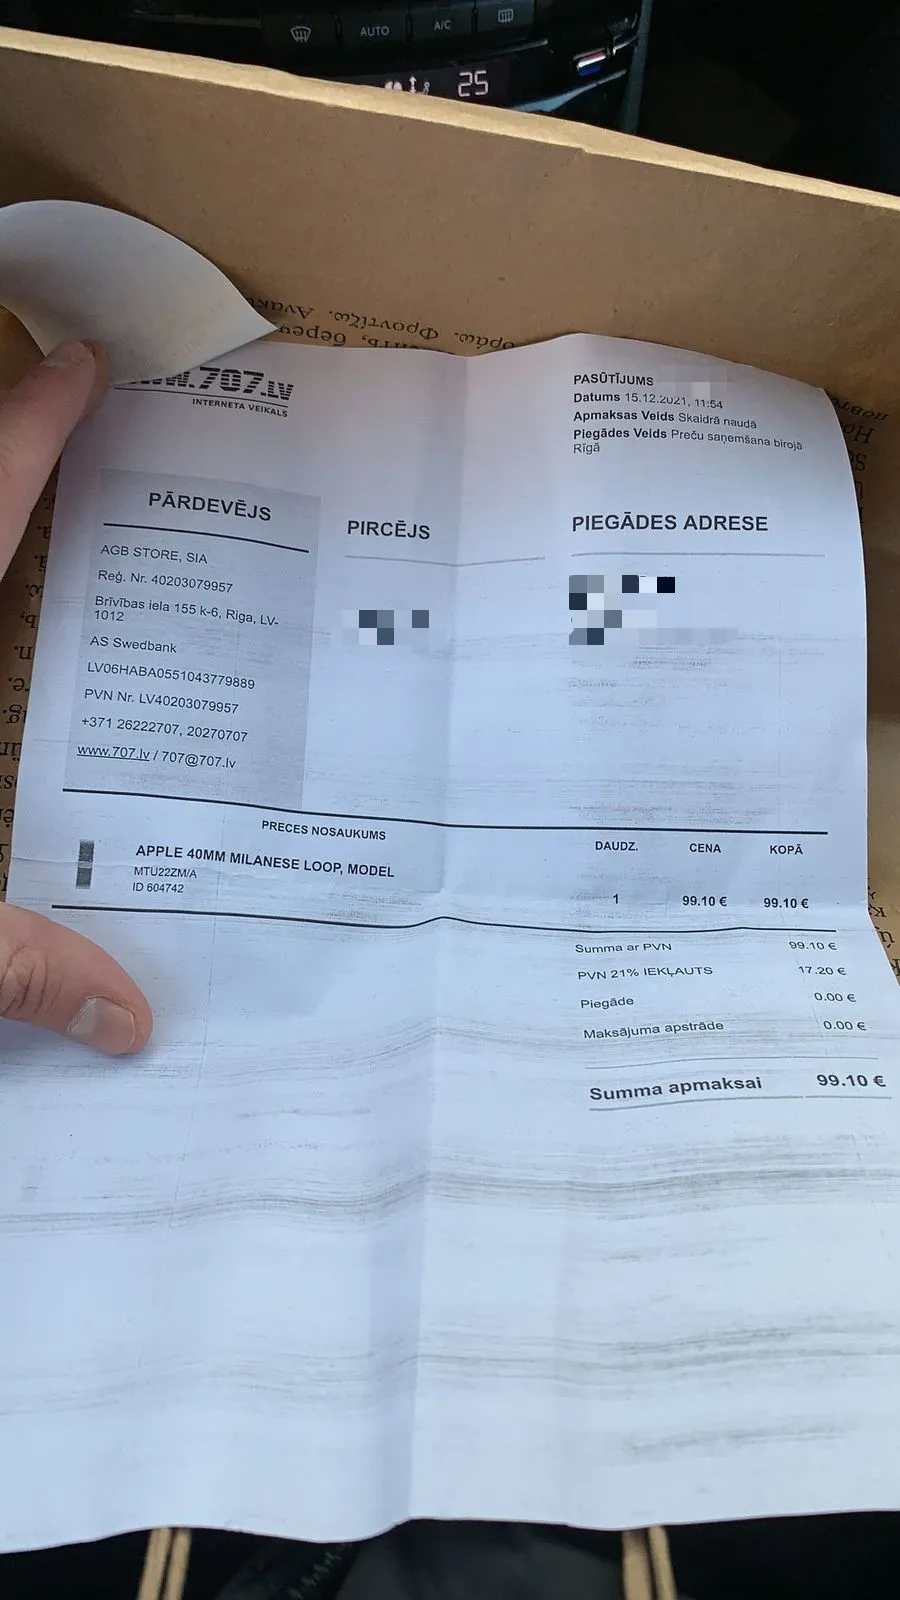 AUTO
A/C
25
οράω. Φροντίζω. Ανακ
WW.707.LV
INTERNETA VEIKALS
PASŪTĪJUMS
Datums 15.12.2021, 11:54
Apmaksas Veids Skaidrā naudā
Piegādes Veids Preču saņemšana birojā
Rīgā
PĀRDEVĒJS
AGB STORE, SIA
Reģ. Nr. 40203079957
Brīvības iela 155 k-6, Riga, LV-
1012
AS Swedbank
LV06HABA0551043779889
PVN Nr. LV40203079957
+371 26222707, 20270707
www.707.lv / 707@707.lv
PIRCĒJS
PIEGĀDES ADRESE
PRECES NOSAUKUMS
DAUDZ. CENA KOPĀ
APPLE 40MM MILANESE LOOP, MODEL
MTU22ZM/A
ID 604742
1 99.10 € 99.10 €
Summa ar PVN 99.10 €
PVN 21% IEKĻAUTS 17.20 €
Piegāde 0.00 €
Maksājuma apstrāde 0.00 €
Summa apmaksai 99.10 €